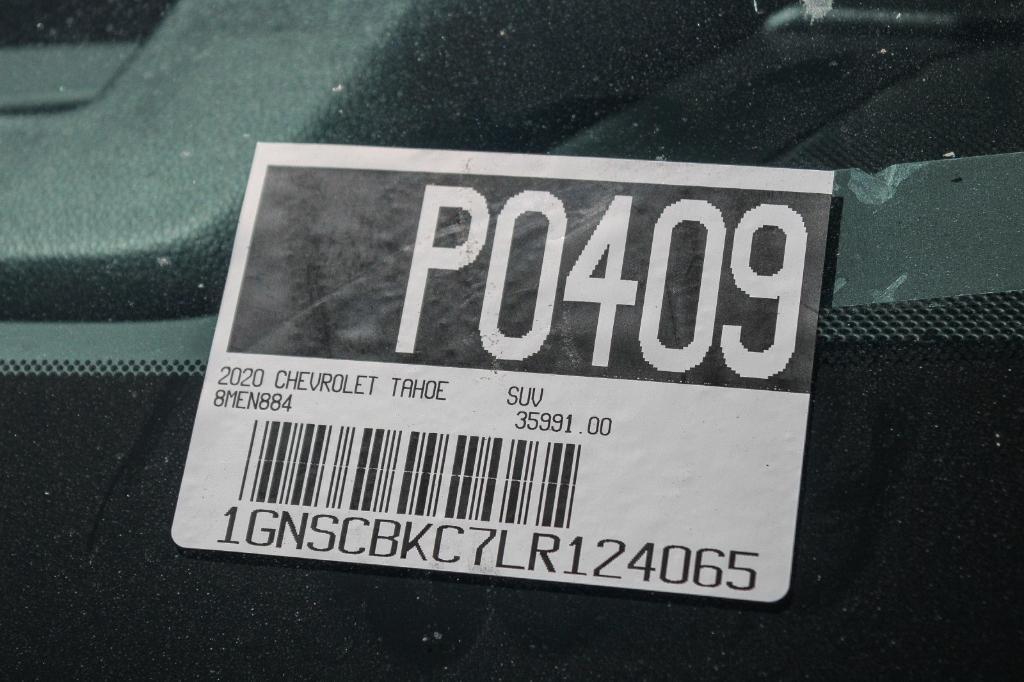 P0409
2020 CHEVROLET TAHOE SUV
8MEN884 35991.00
1GNSCBKC7LR124065